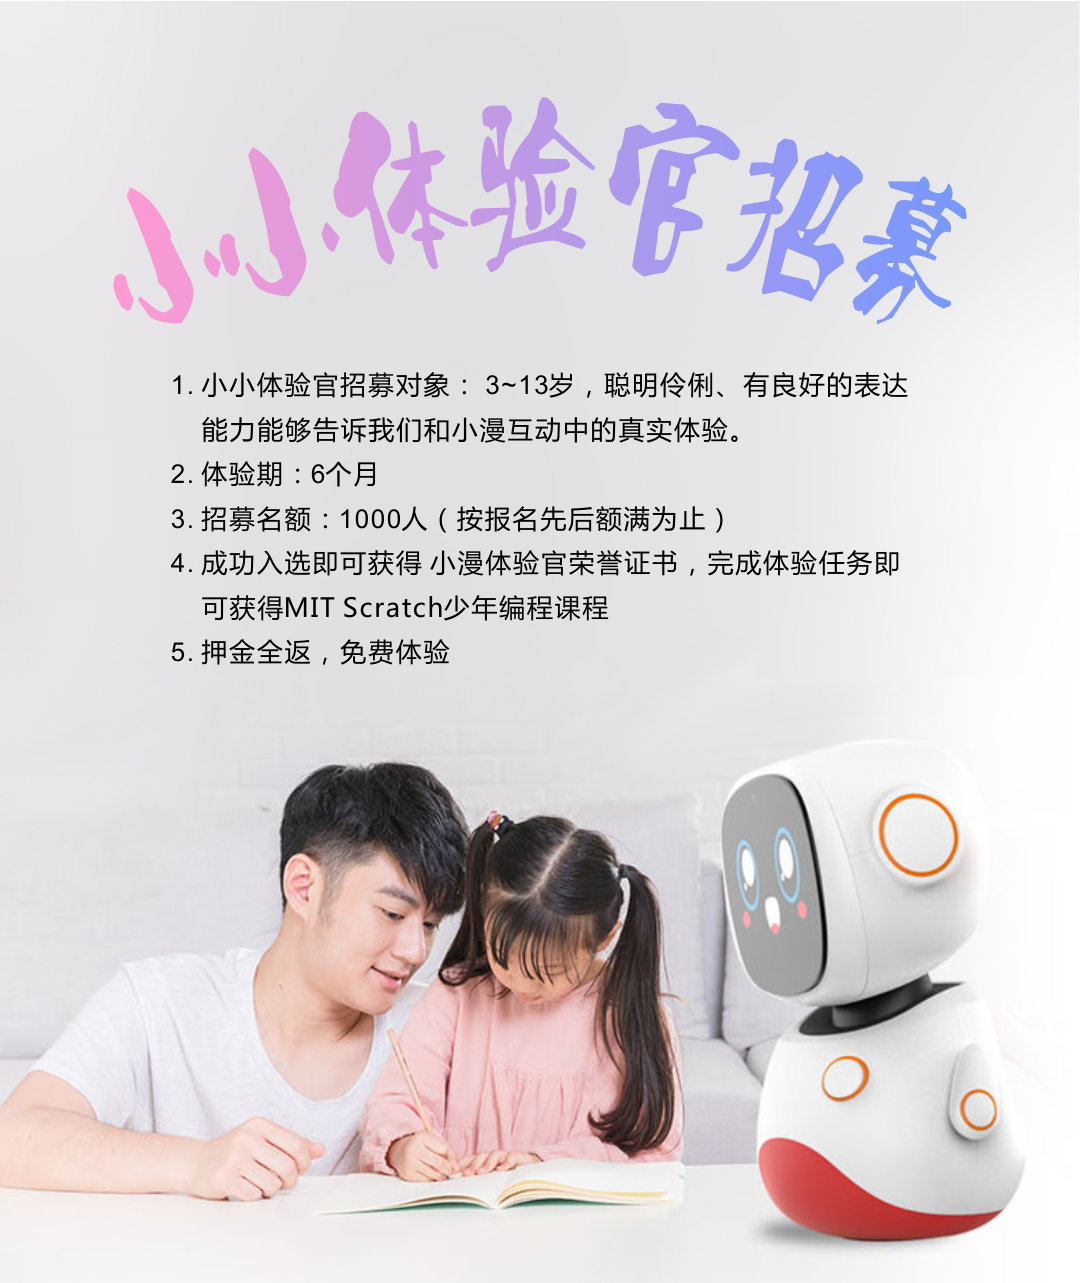 小小体验官招募
1. 小小体验官招募对象： 3~13岁，聪明伶俐、有良好的表达
能力能够告诉我们和小漫互动中的真实体验。
2. 体验期：6个月
3. 招募名额：1000人（按报名先后额满为止）
4. 成功入选即可获得 小漫体验官荣誉证书，完成体验任务即
可获得MIT Scratch少年编程课程
5. 押金全返，免费体验